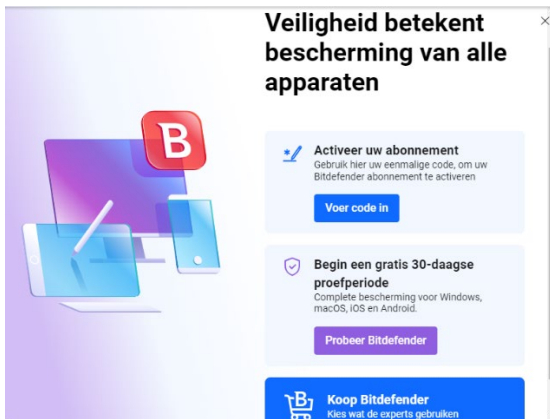 Veiligheid betekent
bescherming van alle
apparaten
B
Activeer uw abonnement
Gebruik hier uw eenmalige code, om uw
Bitdefender abonnement te activeren
Voer code in
Begin een gratis 30-daagse
proefperiode
Complete bescherming voor Windows,
macOS, iOS en Android.
Probeer Bitdefender
B
Koop Bitdefender
Kies wat de experts gebruiken